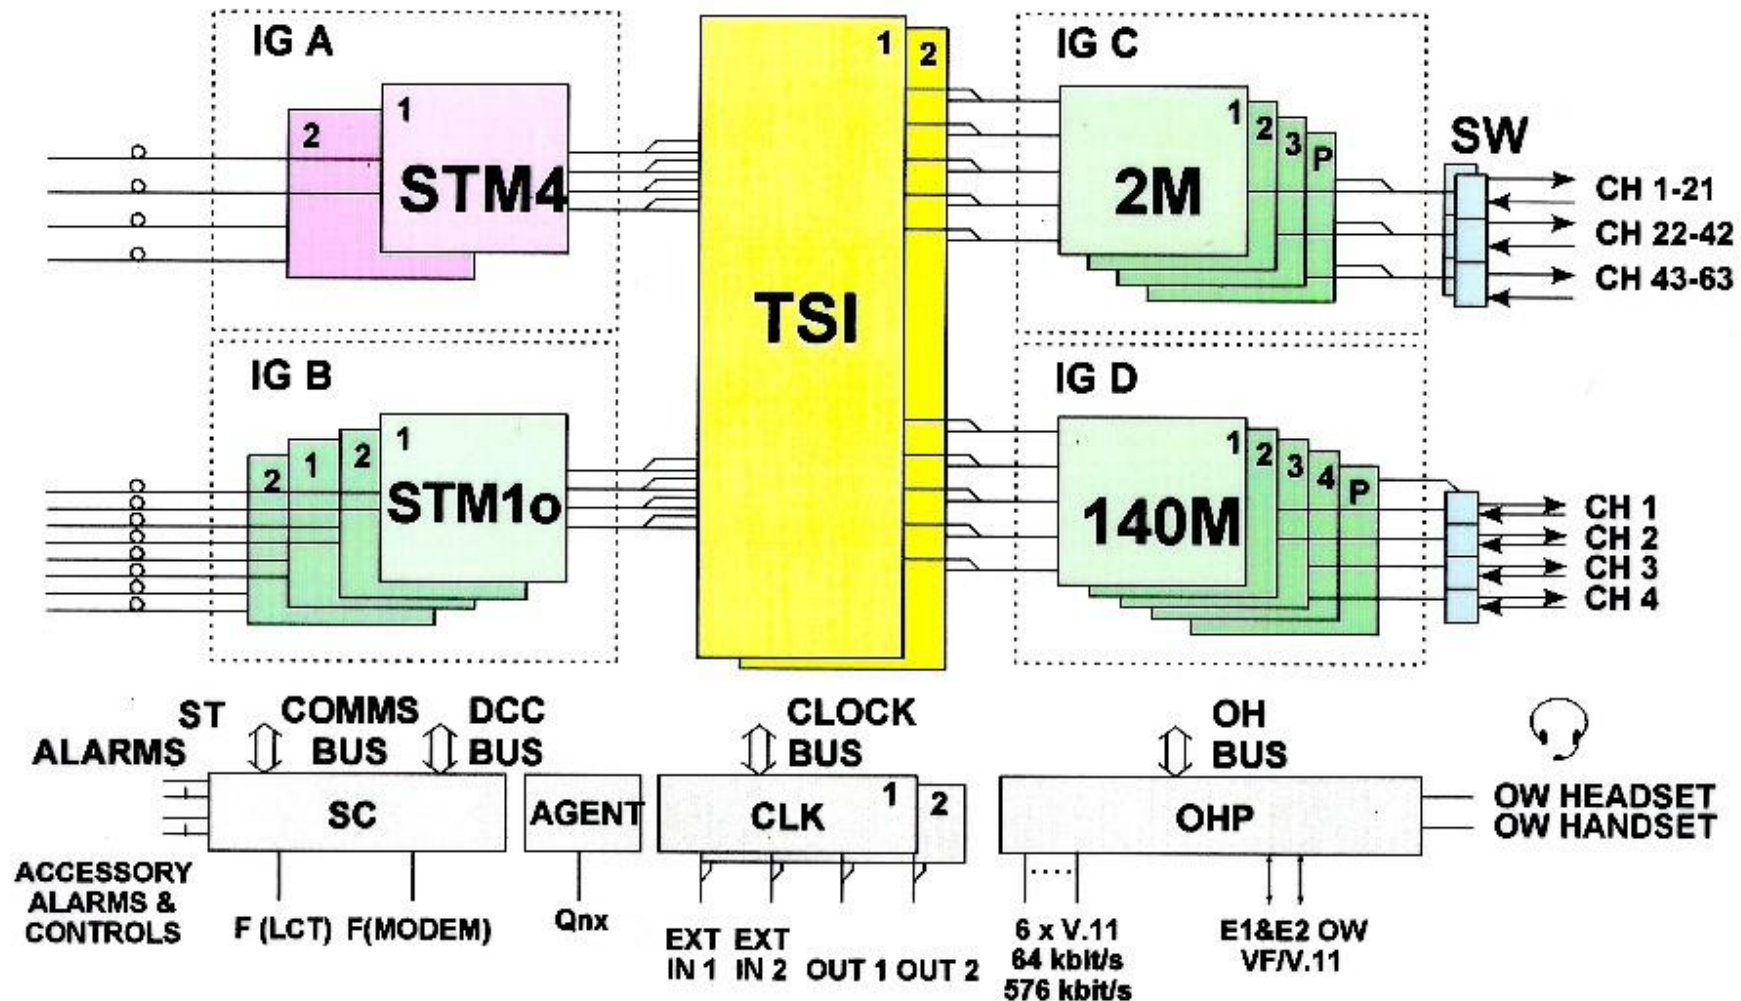 IG A
2
1
STM4
IG B
2
1
2
1
STM1o
1
2
TSI
IG C
1
2
3
P
2M
SW
CH 1-21
CH 22-42
CH 43-63
IG D
1
2
3
4
P
140M
CH 1
CH 2
CH 3
CH 4
ST
ALARMS
COMMS
BUS
DCC
BUS
CLOCK
BUS
OH
BUS
SC
AGENT
CLK
1
2
OHP
OW HEADSET
OW HANDSET
ACCESSORY
ALARMS &
CONTROLS
F (LCT)
F(MODEM)
Qnx
EXT
IN 1
EXT
IN 2
OUT 1
OUT 2
6 x V.11
64 kbit/s
576 kbit/s
E1&E2 OW
VF/V.11